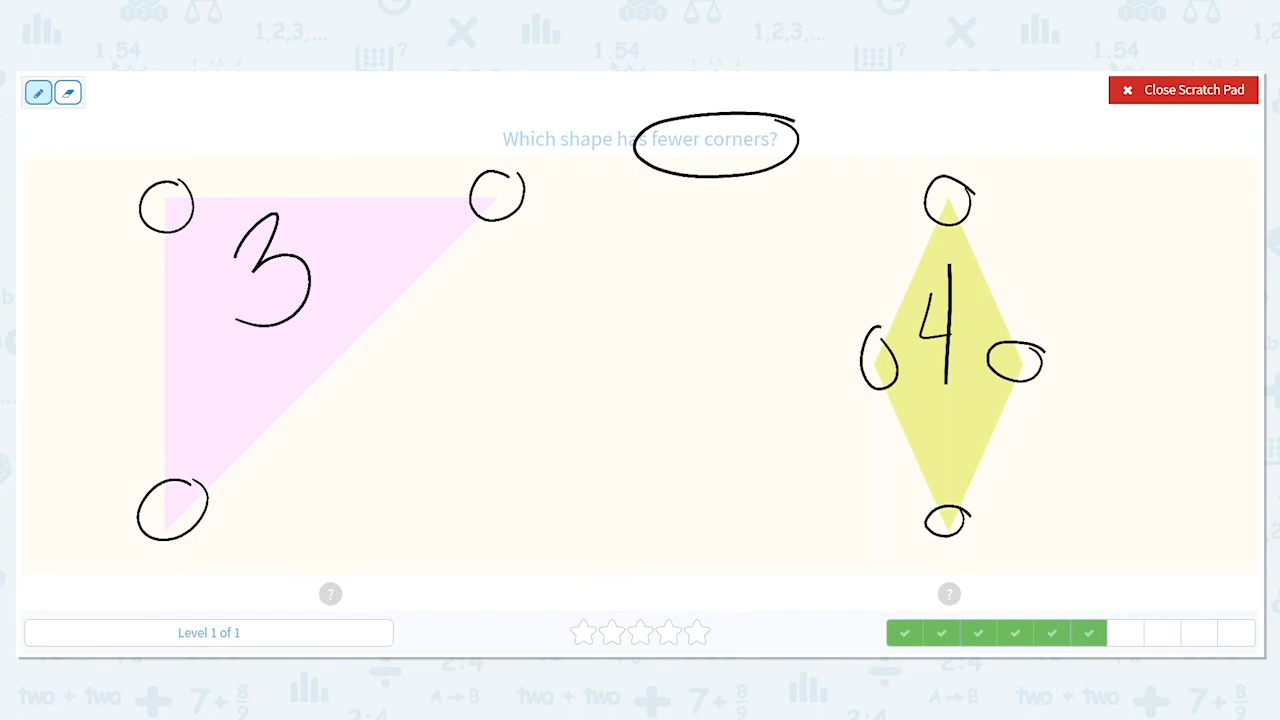 Close Scratch Pad
Which shape has fewer corners?
3
4
? ?
Level 1 of 1